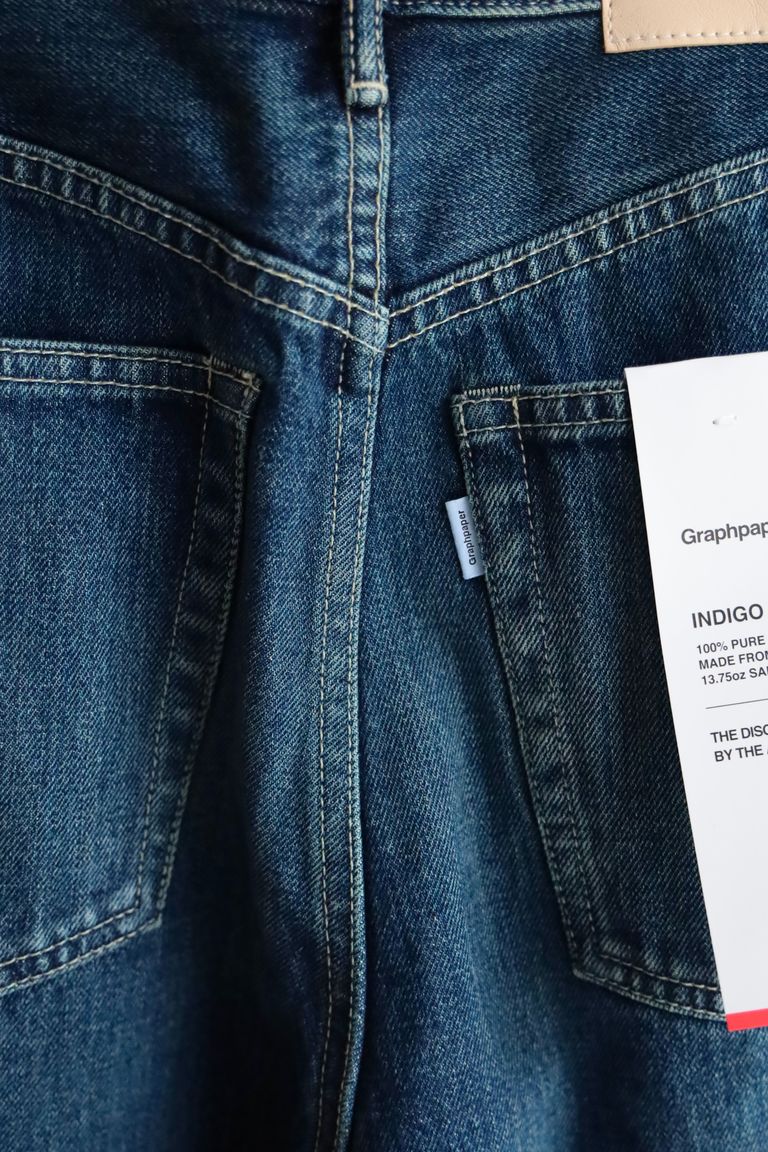 Graphpaper
Graphpap
INDIGO
100% PURE
MADE FROM
13.75oz SA
THE DISC
BY THE